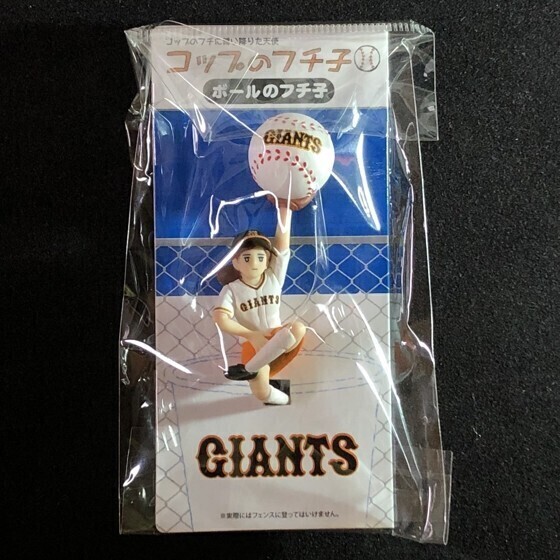 コップのフチに舞い降りた天使
コップのフチ子
ボールのフチ子
GIANTS
GIANTS
GIANTS
※実際にはフェンスに登ってはいけません。